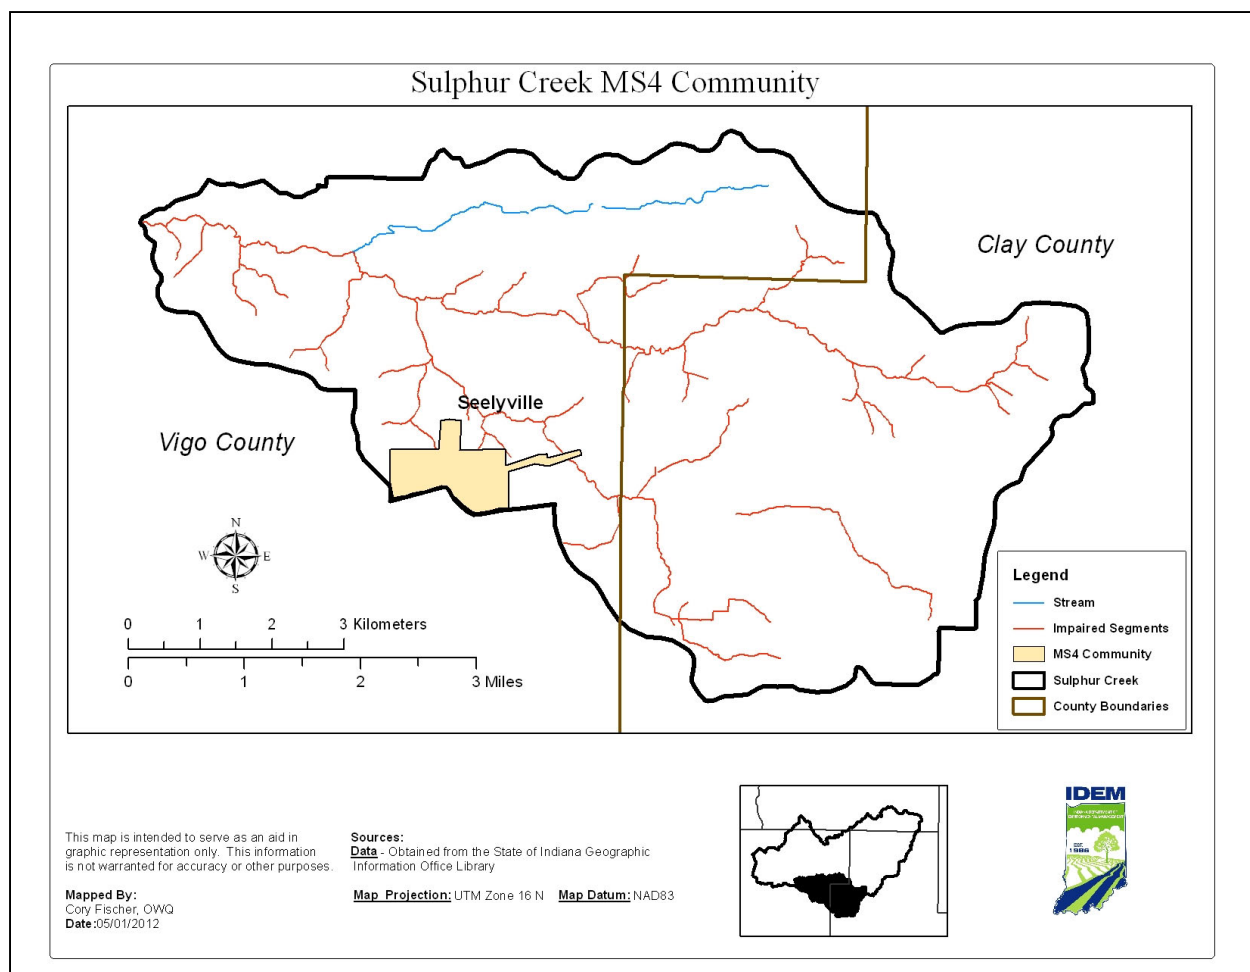 Sulphur Creek MS4 Community
Clay County
Seelyville
Vigo County
N
W E
S
0 1 2 3 Kilometers
0 1 2 3 Miles
Legend
Stream
Impaired Segments
MS4 Community
Sulphur Creek
County Boundaries
This map is intended to serve as an aid in
graphic representation only. This information
is not warranted for accuracy or other purposes.
Mapped By:
Cory Fischer, OWQ
Date:05/01/2012
Sources:
Data - Obtained from the State of Indiana Geographic
Information Office Library
Map Projection: UTM Zone 16 N Map Datum: NAD83
IDEM
1986